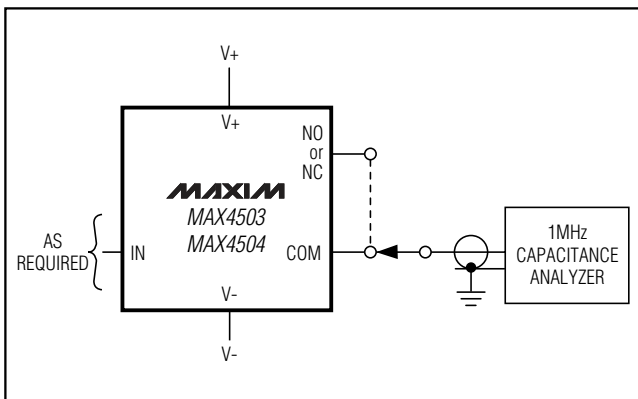 V+
V+
NO
or
NC
MAXIM
MAX4503
MAX4504
AS
REQUIRED
IN
COM
V-
V-
1MHz
CAPACITANCE
ANALYZER